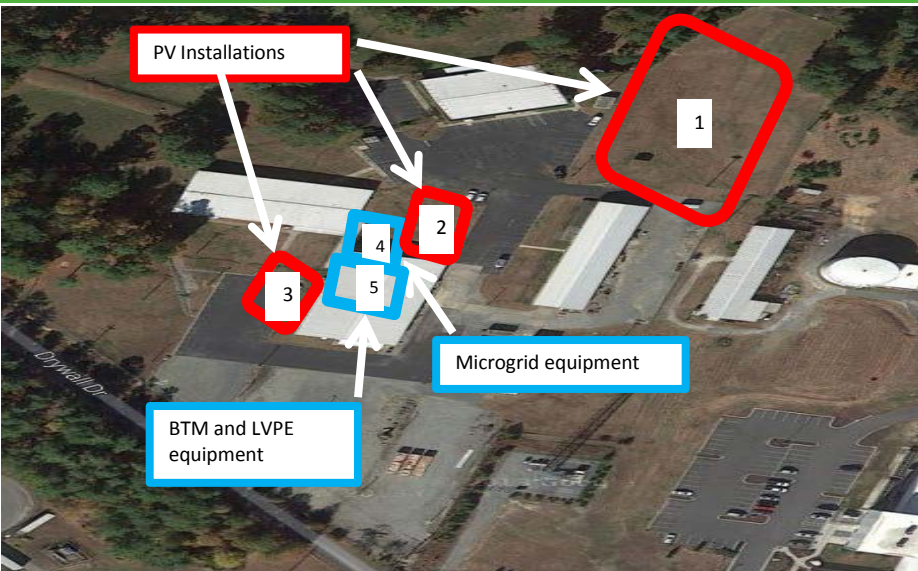 PV Installations
1
2
4
3
5
Microgrid equipment
Drywall Dr
BTM and LVPE
equipment